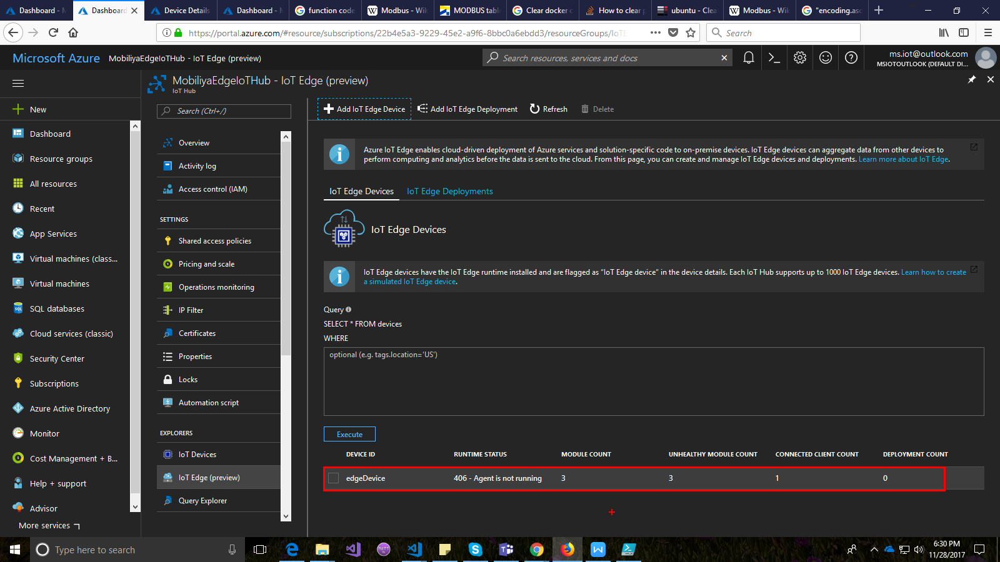 Dashboard - M
Dashboard
Device Details
Dashboard - M
function code
Modbus - Wik
MODBUS tabl
Clear docker c
How to clear p
ubuntu - Clea
Modbus - Wik
"encoding.asc
https://portal.azure.com/#resource/subscriptions/22b4e5a3-9229-45e2-a9f6-8bbc0a6ebdd3/resourceGroups/IoTE
Search
Microsoft Azure MobiliyaEdgeIoTHub - IoT Edge (preview)
Search resources, services and docs
ms.iot@outlook.com
MSIOTOUTLOOK (DEFAULT DI...
MobiliyaEdgeIoTHub - IoT Edge (preview)
IoT Hub
New
Dashboard
Resource groups
All resources
Recent
App Services
Virtual machines (class...
Virtual machines
SQL databases
Cloud services (classic)
Security Center
Subscriptions
Azure Active Directory
Monitor
Cost Management + B...
Help + support
Advisor
More services
Search (Ctrl+/)
Overview
Activity log
Access control (IAM)
SETTINGS
Shared access policies
Pricing and scale
Operations monitoring
IP Filter
Certificates
Properties
Locks
Automation script
EXPLORERS
IoT Devices
IoT Edge (preview)
Query Explorer
Add IoT Edge Device
Add IoT Edge Deployment
Refresh
Delete
Azure IoT Edge enables cloud-driven deployment of Azure services and solution-specific code to on-premise devices. IoT Edge devices can aggregate data from other devices to
perform computing and analytics before the data is sent to the cloud. From this page, you can create and manage IoT Edge devices and deployments. Learn more about IoT Edge.
IoT Edge Devices
IoT Edge Deployments
IoT Edge Devices
IoT Edge devices have the IoT Edge runtime installed and are flagged as "IoT Edge device" in the device details. Each IoT Hub supports up to 1000 IoT Edge devices. Learn how to create
a simulated IoT Edge device.
Query
SELECT * FROM devices
WHERE
optional (e.g. tags.location='US')
Execute
DEVICE ID RUNTIME STATUS MODULE COUNT UNHEALTHY MODULE COUNT CONNECTED CLIENT COUNT DEPLOYMENT COUNT
edgeDevice 406 - Agent is not running 3 3 1 0
Type here to search
6:30 PM
11/28/2017